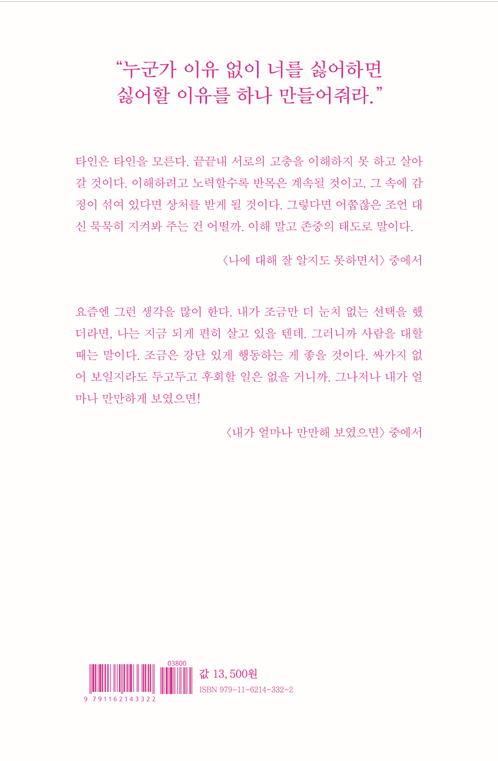 “누군가 이유 없이 너를 싫어하면
싫어할 이유를 하나 만들어줘라.”
타인은 타인을 모른다. 끝끝내 서로의 고충을 이해하지 못 하고 살아
갈 것이다. 이해하려고 노력할수록 반목은 계속될 것이고, 그 속에 감
정이 섞여 있다면 상처를 받게 될 것이다. 그렇다면 어쭙잖은 조언 대
신 묵묵히 지켜봐 주는 건 어떨까. 이해 말고 존중의 태도로 말이다.
〈나에 대해 잘 알지도 못하면서〉 중에서
요즘엔 그런 생각을 많이 한다. 내가 조금만 더 눈치 없는 선택을 했
더라면, 나는 지금 되게 편히 살고 있을 텐데. 그러니까 사람을 대할
때는 말이다. 조금은 강단 있게 행동하는 게 좋을 것이다. 싸가지 없
어 보일지라도 두고두고 후회할 일은 없을 거니까. 그나저나 내가 얼
마나 만만하게 보였으면!
〈내가 얼마나 만만해 보였으면〉 중에서
03800
값 13,500원
ISBN 979-11-6214-332-2
9 791162143322